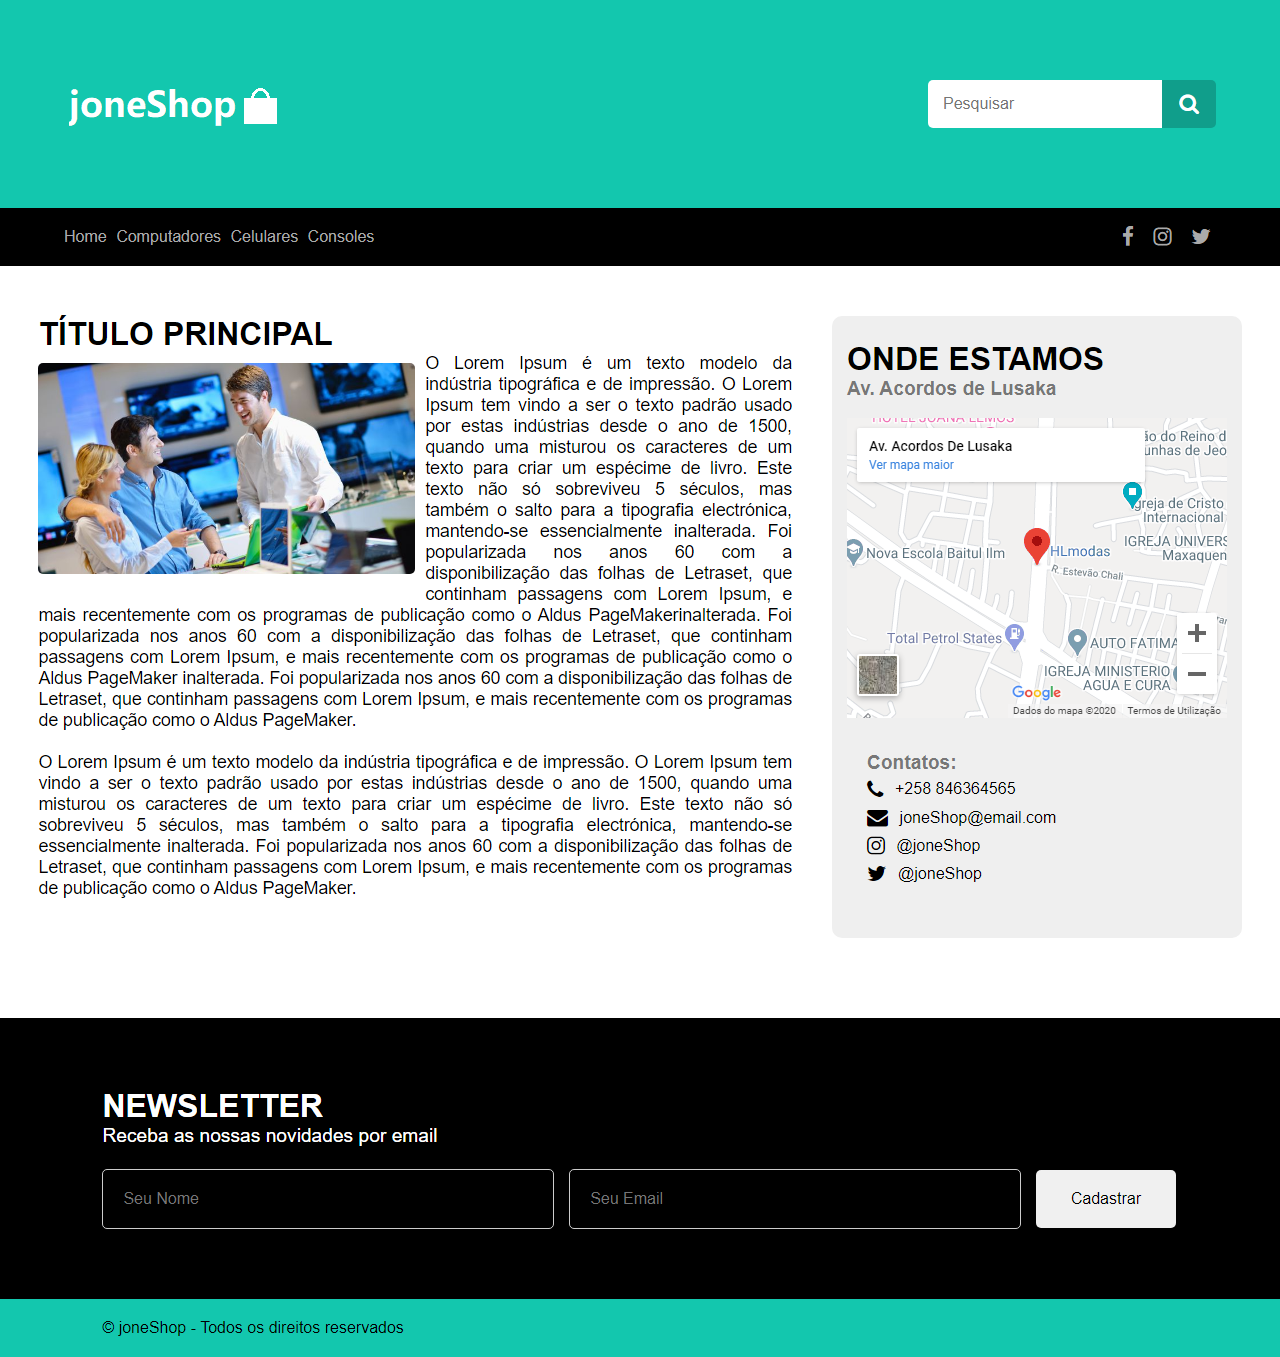 joneShop
Pesquisar
Home Computadores Celulares Consoles
TÍTULO PRINCIPAL
O Lorem Ipsum é um texto modelo da
indústria tipográfica e de impressão. O Lorem
Ipsum tem vindo a ser o texto padrão usado
por estas indústrias desde o ano de 1500,
quando uma misturou os caracteres de um
texto para criar um espécime de livro. Este
texto não só sobreviveu 5 séculos, mas
também o salto para a tipografia electrónica,
mantendo-se essencialmente inalterada. Foi
popularizada nos anos 60 com a
disponibilização das folhas de Letraset, que
continham passagens com Lorem Ipsum, e
mais recentemente com os programas de publicação como o Aldus PageMakerinalterada. Foi
popularizada nos anos 60 com a disponibilização das folhas de Letraset, que continham
passagens com Lorem Ipsum, e mais recentemente com os programas de publicação como o
Aldus PageMaker inalterada. Foi popularizada nos anos 60 com a disponibilização das folhas de
Letraset, que continham passagens com Lorem Ipsum, e mais recentemente com os programas
de publicação como o Aldus PageMaker.
O Lorem Ipsum é um texto modelo da indústria tipográfica e de impressão. O Lorem Ipsum tem
vindo a ser o texto padrão usado por estas indústrias desde o ano de 1500, quando uma
misturou os caracteres de um texto para criar um espécime de livro. Este texto não só
sobreviveu 5 séculos, mas também o salto para a tipografia electrónica, mantendo-se
essencialmente inalterada. Foi popularizada nos anos 60 com a disponibilização das folhas de
Letraset, que continham passagens com Lorem Ipsum, e mais recentemente com os programas
de publicação como o Aldus PageMaker.
ONDE ESTAMOS
Av. Acordos de Lusaka
HOTEL JOANA LEMOS
Av. Acordos De Lusaka
Ver mapa maior
ão do Reino d
unhas de Jeo
greja de Cristo
Internacional
IGREJA UNIVERS
Maxaquen
Nova Escola Baitul Ilm
HLmodas
R. Estevão Chali
Total Petrol States
AUTO FATIMA
IGREJA MINISTERIO
AGUA E CURA
Google
Dados do mapa ©2020 Termos de Utilização
Contatos:
+258 846364565
joneShop@email.com
@joneShop
@joneShop
NEWSLETTER
Receba as nossas novidades por email
Seu Nome
Seu Email
Cadastrar
© joneShop - Todos os direitos reservados